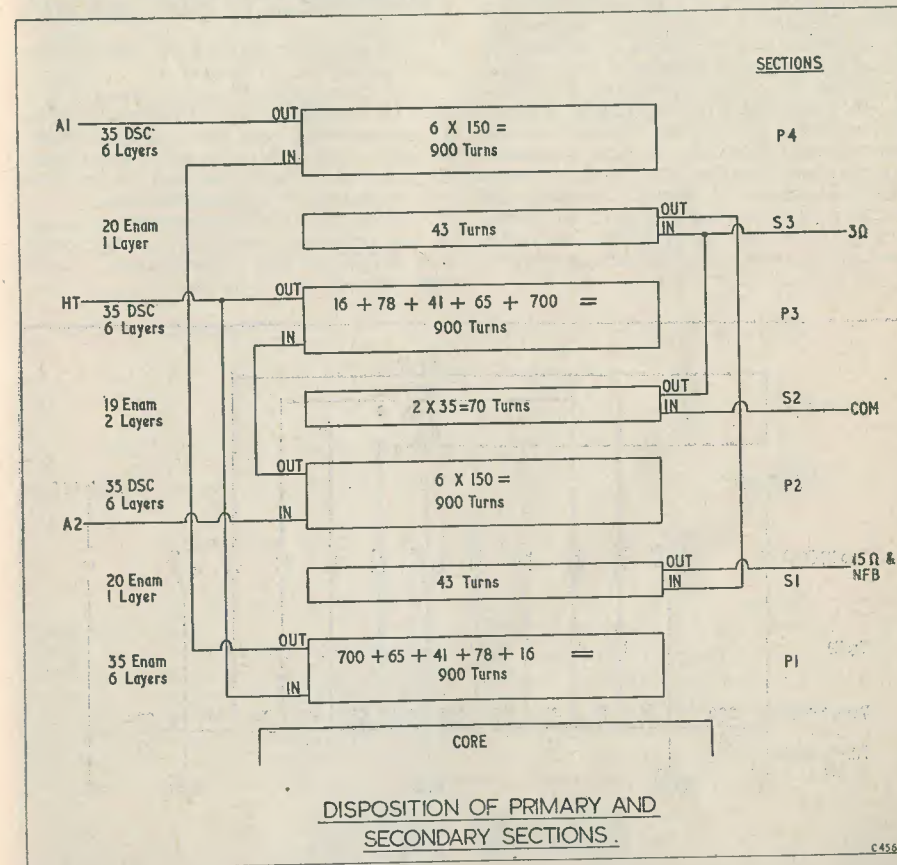 SECTIONS
A1
35 DSC
6 Layers
OUT
IN
6 X 150 =
900 Turns
P4
20 Enam
1 Layer
43 Turns
OUT
IN
S3
3Ω
HT
35 DSC
6 Layers
OUT
IN
16 + 78 + 41 + 65 + 700 =
900 Turns
P3
19 Enam
2 Layers
2 X 35=70 Turns
OUT
IN
S2
COM
35 DSC
6 Layers
A2
OUT
IN
6 X 150 =
900 Turns
P2
20 Enam
1 Layer
43 Turns
OUT
IN
S1
15Ω &
NFB
35 Enam
6 Layers
OUT
IN
700 + 65 + 41 + 78 + 16 =
900 Turns
P1
CORE
DISPOSITION OF PRIMARY AND
SECONDARY SECTIONS.
C456